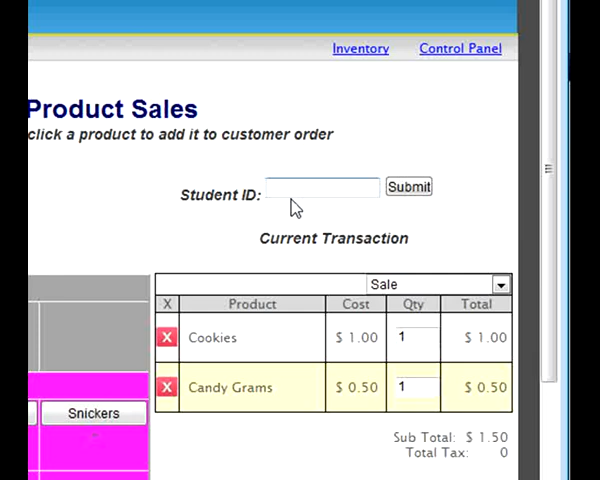 Inventory Control Panel
Product Sales
click a product to add it to customer order
Student ID: Submit
Current Transaction
Sale
X Product Cost Qty Total
X Cookies $ 1.00 1 $ 1.00
X Candy Grams $ 0.50 1 $ 0.50
Snickers
Sub Total: $ 1.50
Total Tax: 0